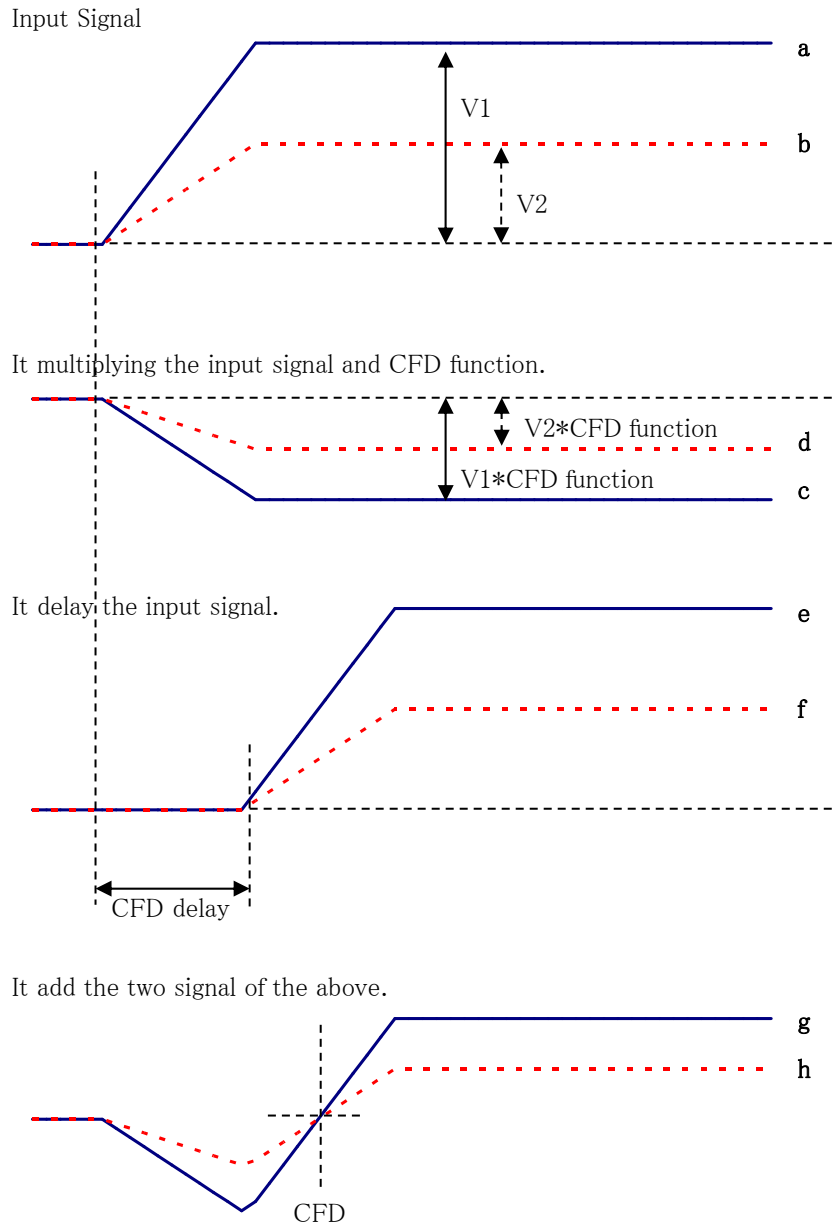 Input Signal
a
V1
b
V2
It multiplying the input signal and CFD function.
V2*CFD function
d
V1*CFD function
c
It delay the input signal.
e
f
CFD delay
It add the two signal of the above.
g
h
CFD